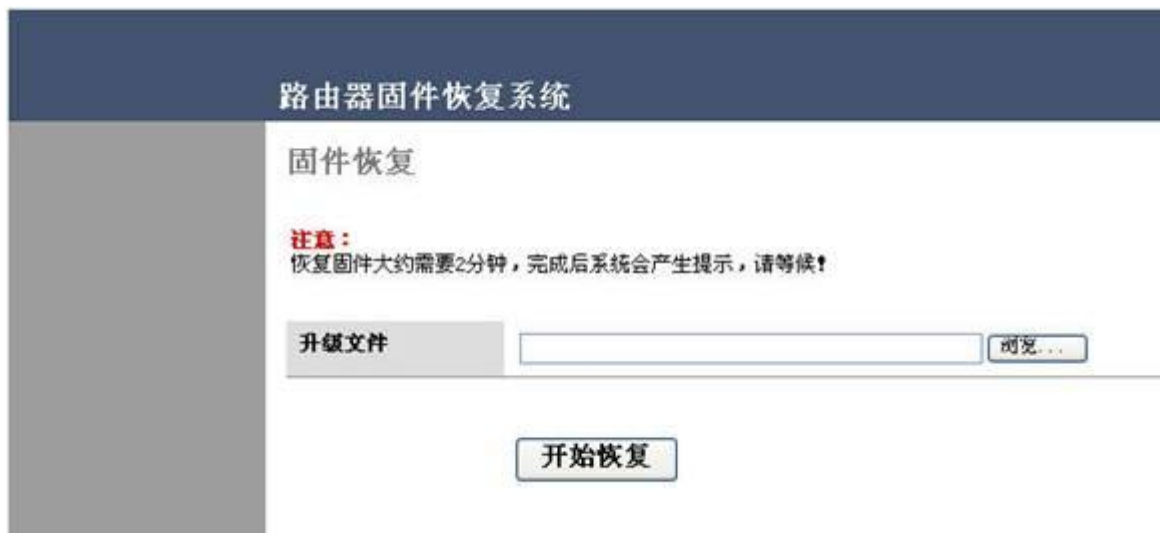 路由器固件恢复系统
固件恢复
注意：
恢复固件大约需要2分钟，完成后系统会产生提示，请等候！
升级文件
浏览...
开始恢复